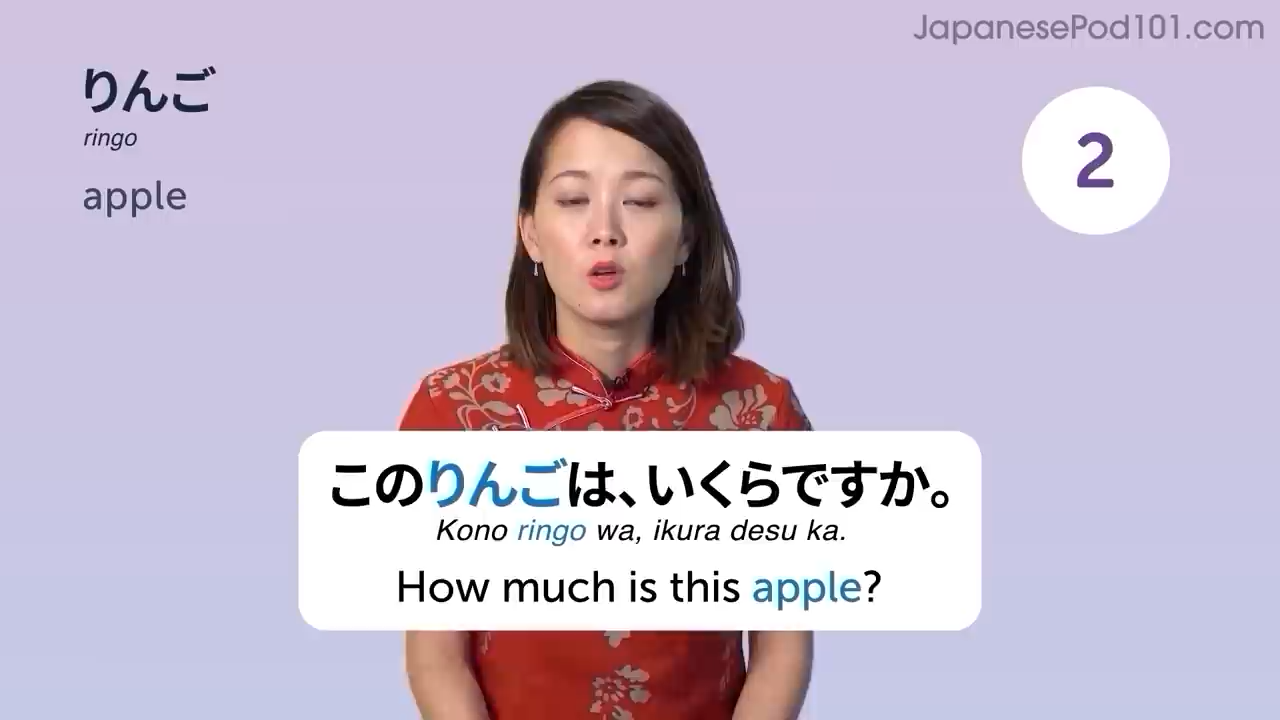 JapanesePod101.com
りんご
ringo
apple
2
このりんごは、いくらですか。
Kono ringo wa, ikura desu ka.
How much is this apple?